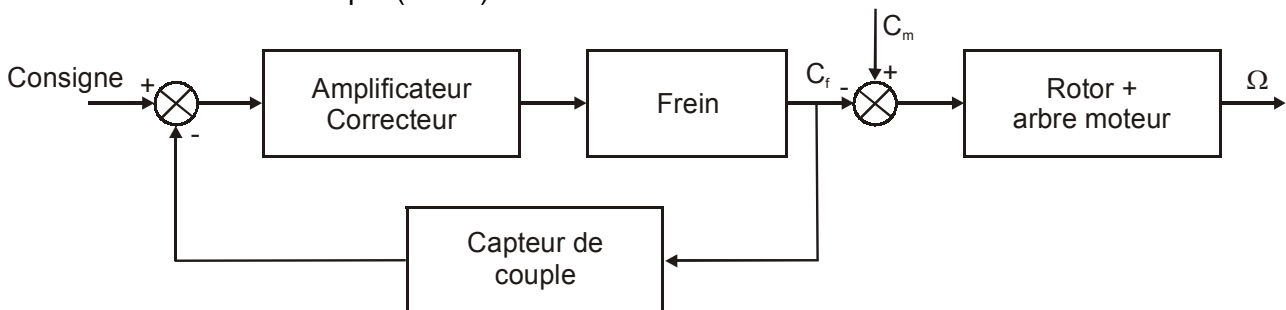 Consigne
+
-
Amplificateur
Correcteur
Frein
C_f
-
C_m
+
Rotor +
arbre moteur
Ω
Capteur de
couple